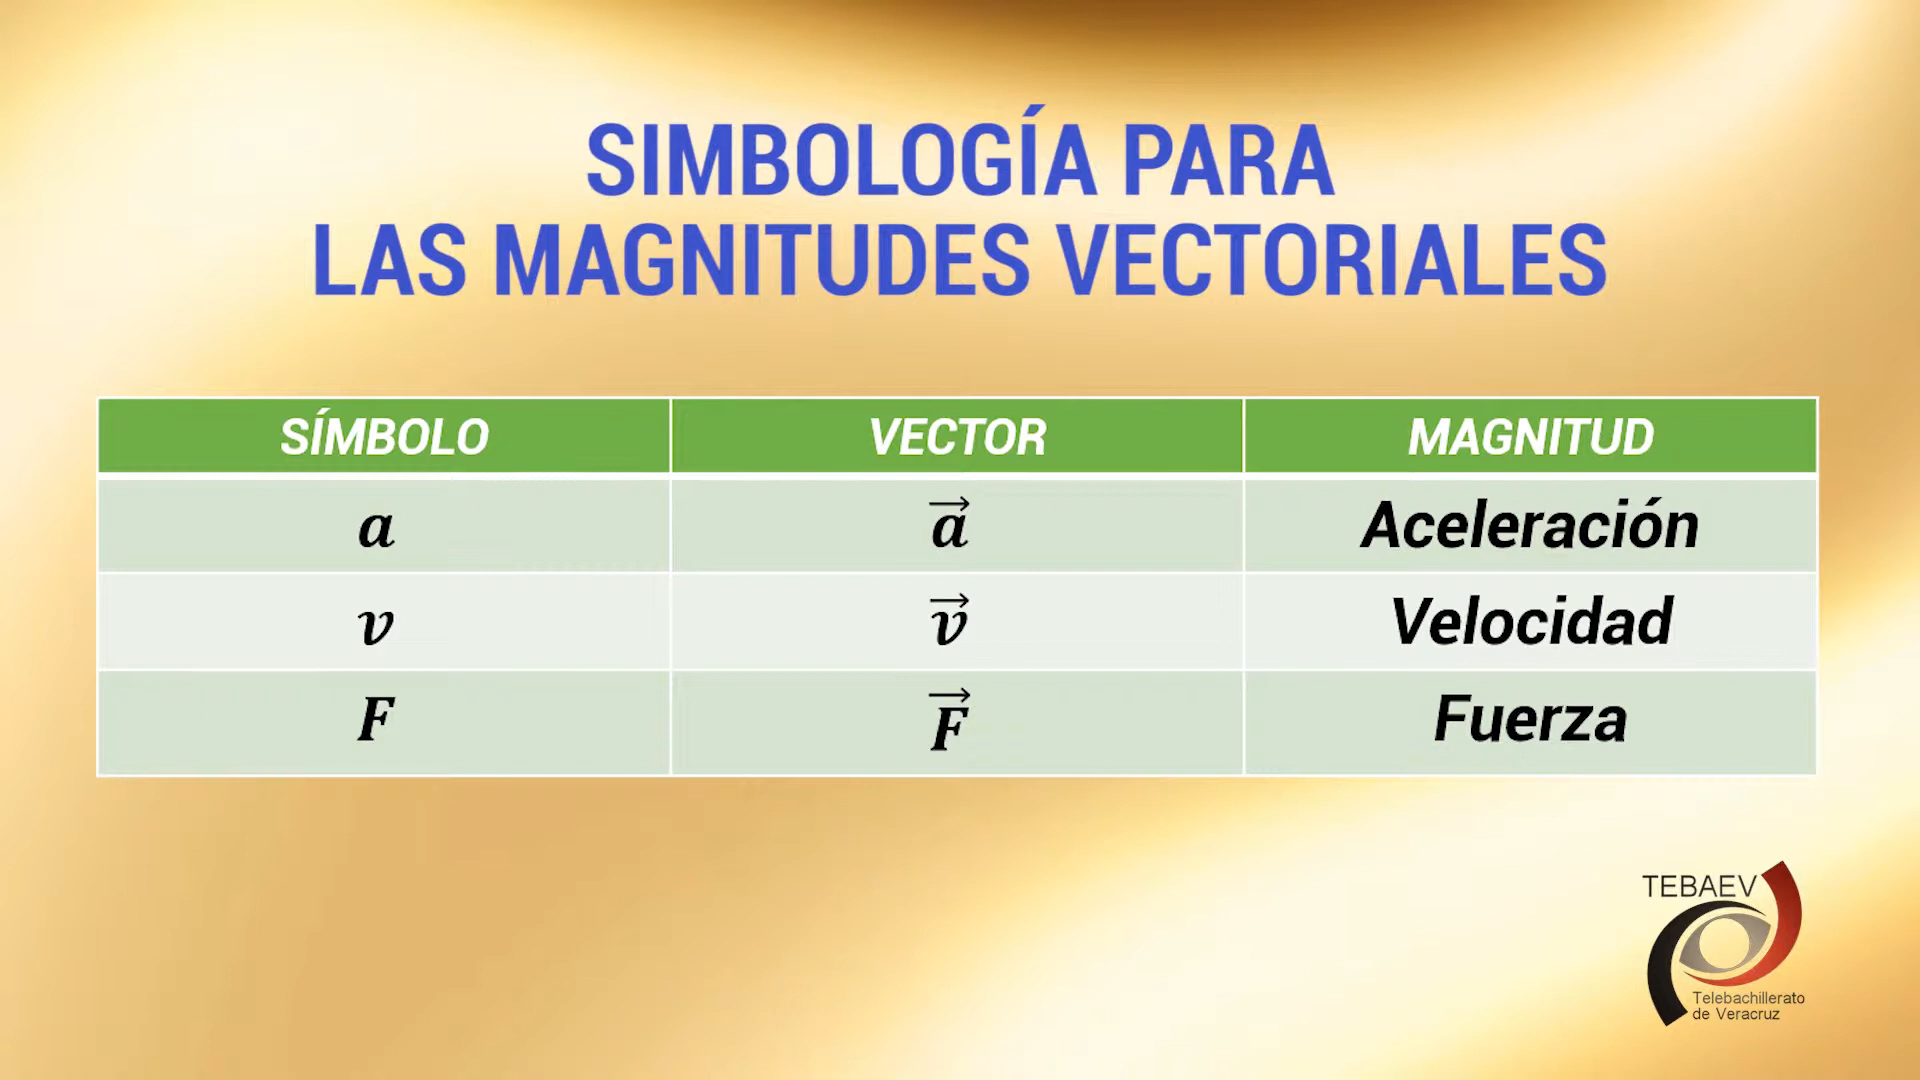 SIMBOLOGÍA PARA
LAS MAGNITUDES VECTORIALES
SÍMBOLO VECTOR MAGNITUD
a a⃗ Aceleración
v v⃗ Velocidad
F F⃗ Fuerza
TEBAEV
Telebachillerato
de Veracruz